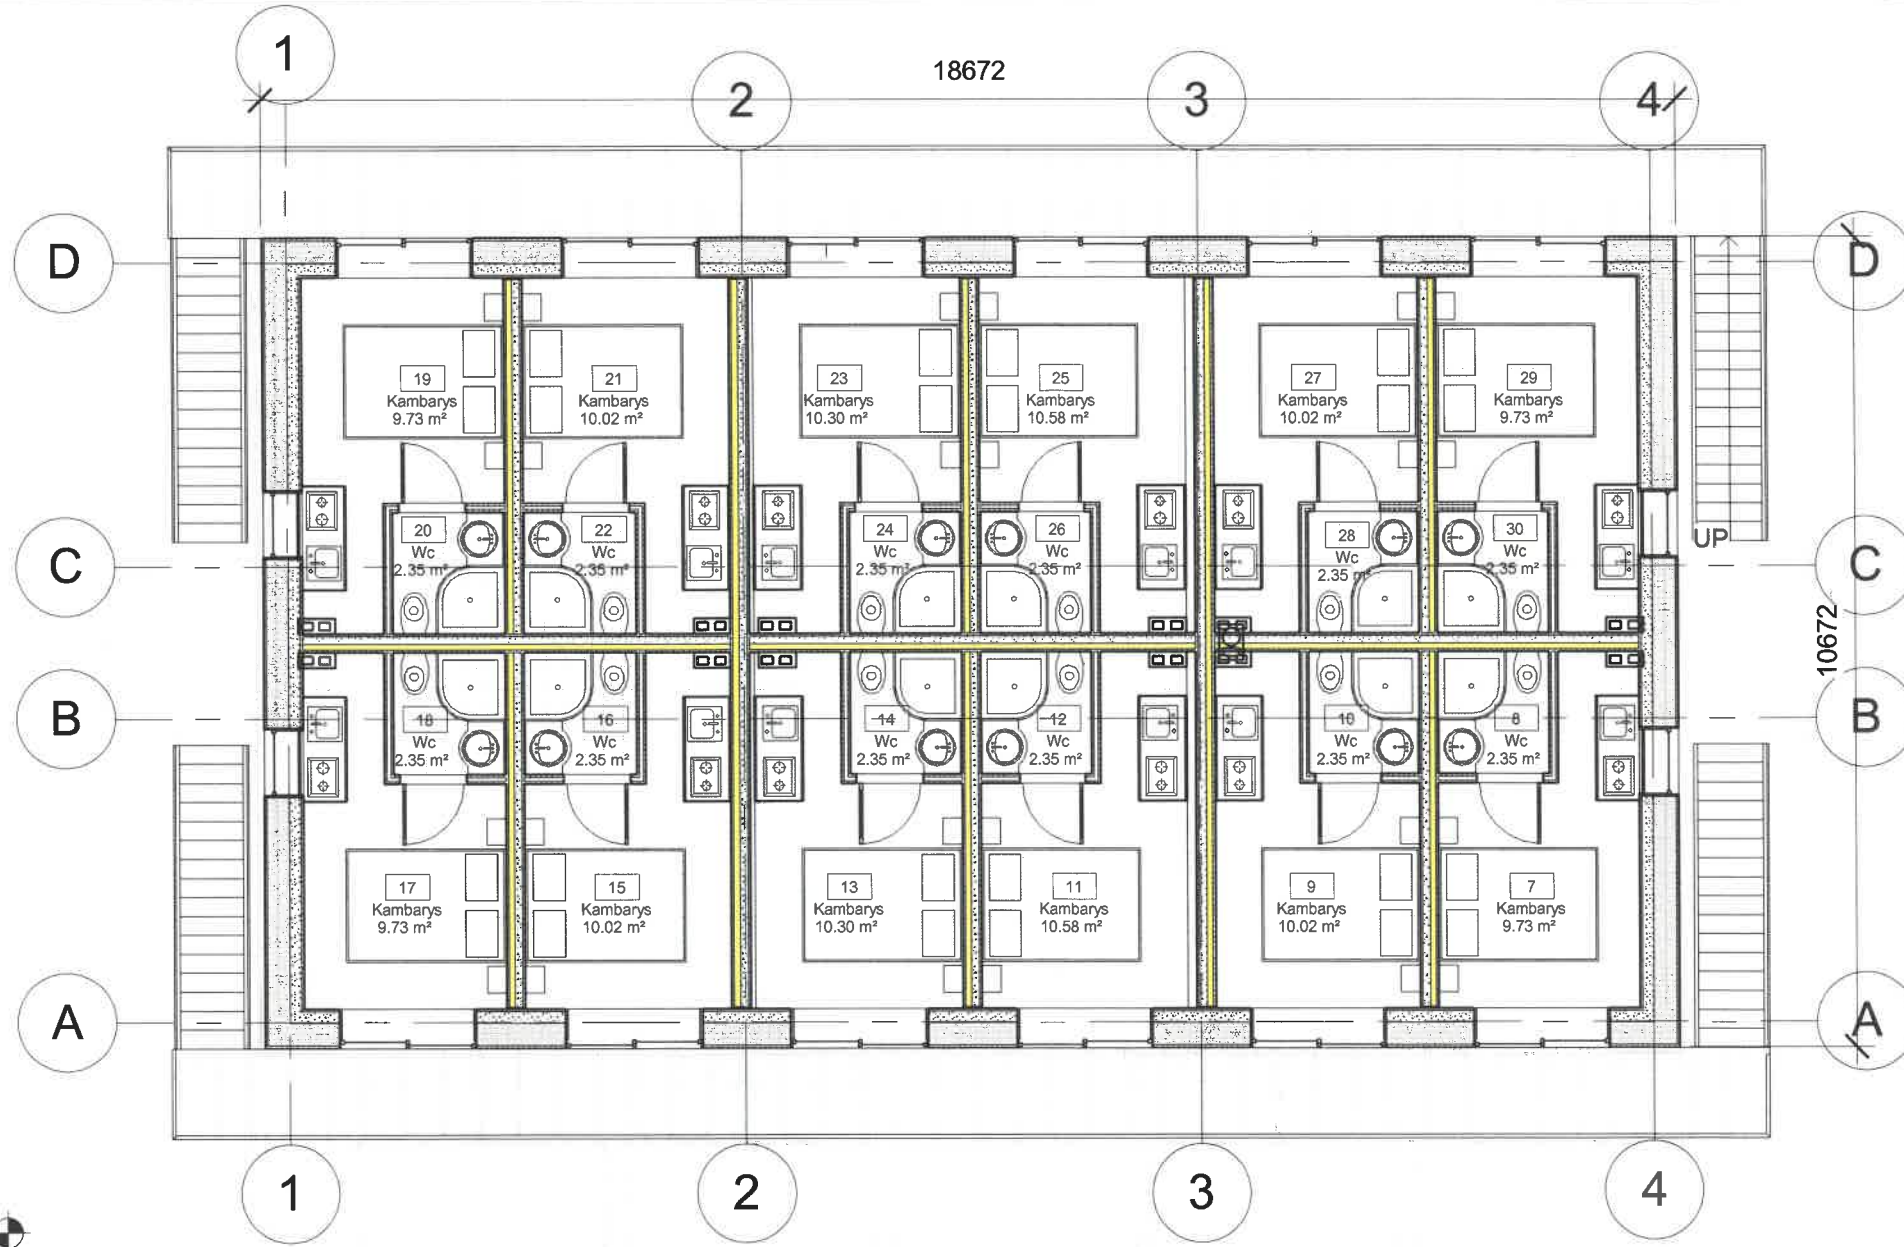 1
2
18672
3
4
D
D
19
Kambarys
9.73 m²
21
Kambarys
10.02 m²
23
Kambarys
10.30 m²
25
Kambarys
10.58 m²
27
Kambarys
10.02 m²
29
Kambarys
9.73 m²
20
Wc
2.35 m²
22
Wc
2.35 m²
24
Wc
2.35 m²
26
Wc
2.35 m²
28
Wc
2.35 m²
30
Wc
2.35 m²
UP
C
C
10672
B
B
18
Wc
2.35 m²
16
Wc
2.35 m²
14
Wc
2.35 m²
12
Wc
2.35 m²
10
Wc
2.35 m²
8
Wc
2.35 m²
17
Kambarys
9.73 m²
15
Kambarys
10.02 m²
13
Kambarys
10.30 m²
11
Kambarys
10.58 m²
9
Kambarys
10.02 m²
7
Kambarys
9.73 m²
A
A
1
2
3
4